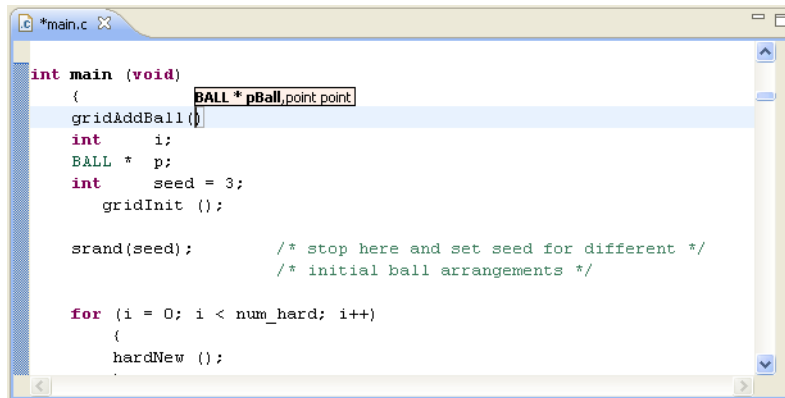 *main.c
int main (void)
{
BALL * pBall,point point
gridAddBall()
int i;
BALL * p;
int seed = 3;
gridInit ();
srand(seed); /* stop here and set seed for different */
/* initial ball arrangements */
for (i = 0; i < num_hard; i++)
{
hardNew ();